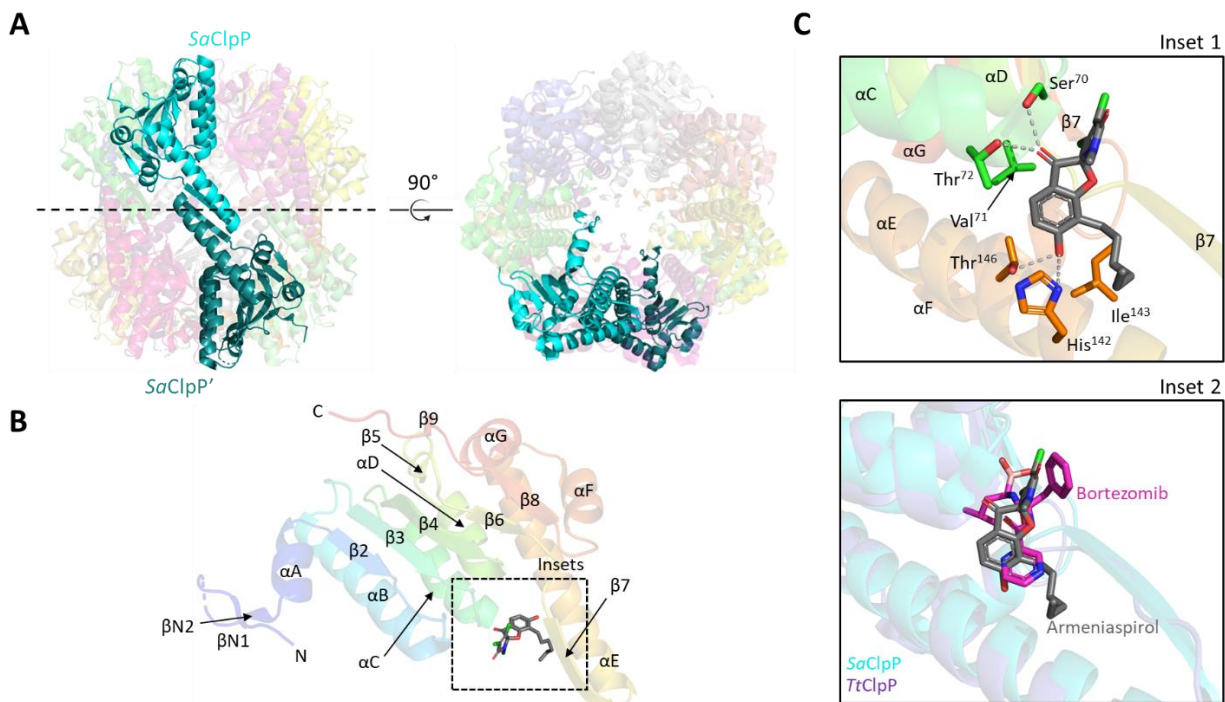 A
SaClpP
90°
SaClpP’
B
C
β9
αG
β5
αD
αF
β6
β8
β4
β3
Insets
β2
αA
β7
αB
βN2
βN1
N
αC
αE
C
Inset 1
αD
Ser70
αC
β7
αG
Thr72
Val71
αE
β7
Thr146
αF
Ile143
His142
Inset 2
Bortezomib
Armeniaspirol
SaClpP
TtClpP